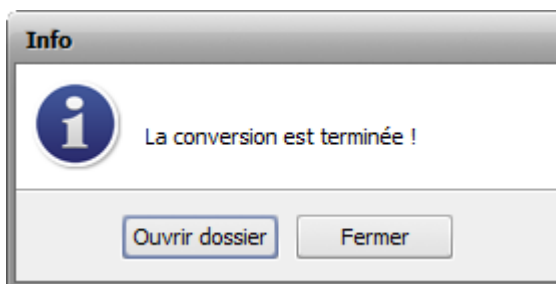 Info
La conversion est terminée !
Ouvrir dossier
Fermer